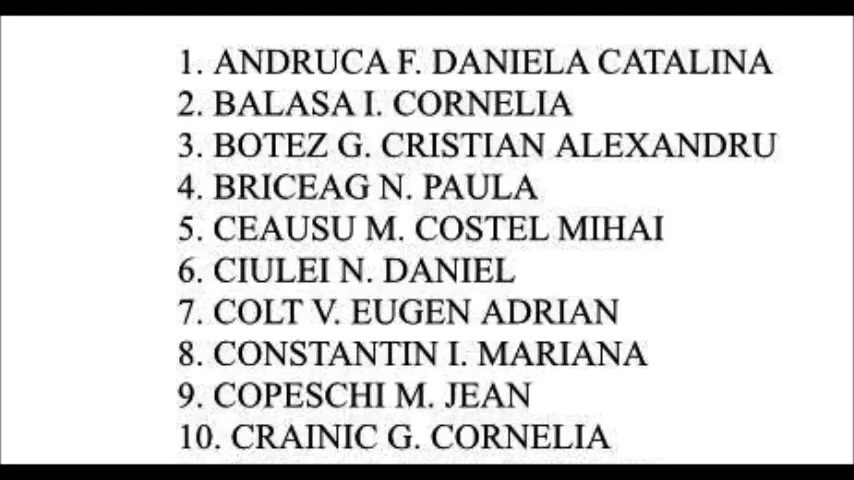 1. ANDRUCA F. DANIELA CATALINA
2. BALASA I. CORNELIA
3. BOTEZ G. CRISTIAN ALEXANDRU
4. BRICEAG N. PAULA
5. CEAUSU M. COSTEL MIHAI
6. CIULEI N. DANIEL
7. COLT V. EUGEN ADRIAN
8. CONSTANTIN I. MARIANA
9. COPESCHI M. JEAN
10. CRAINIC G. CORNELIA